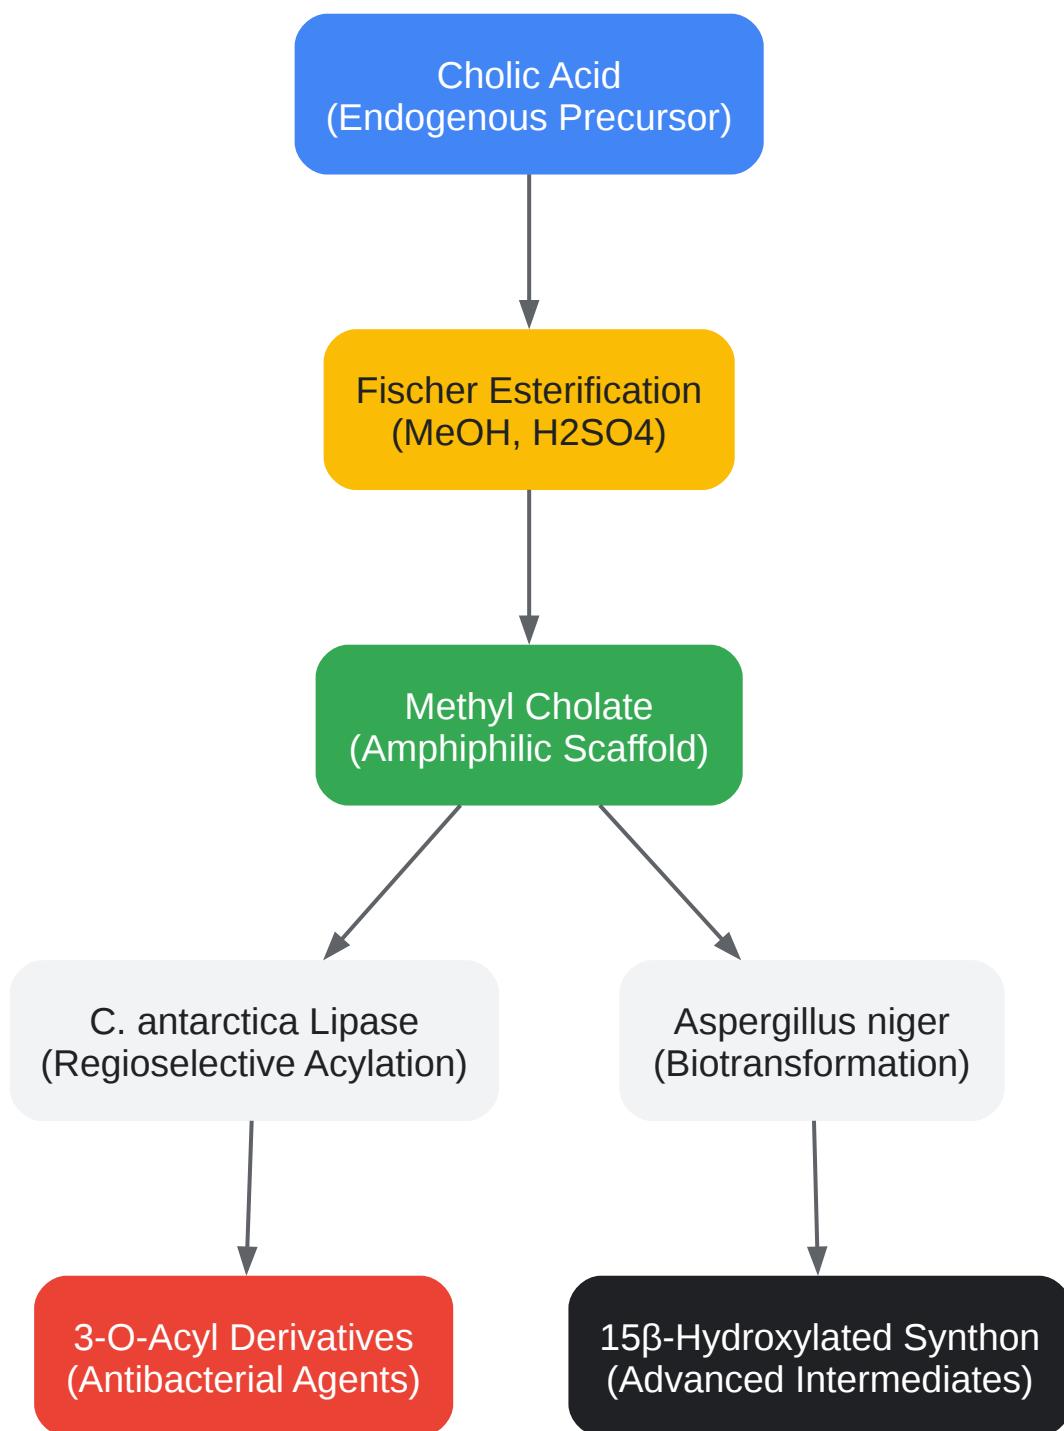 Cholic Acid
(Endogenous Precursor)
Fischer Esterification
(MeOH, H2SO4)
Methyl Cholate
(Amphiphilic Scaffold)
C. antarctica Lipase
(Regioselective Acylation)
Aspergillus niger
(Biotransformation)
3-O-Acyl Derivatives
(Antibacterial Agents)
15β-Hydroxylated Synthon
(Advanced Intermediates)